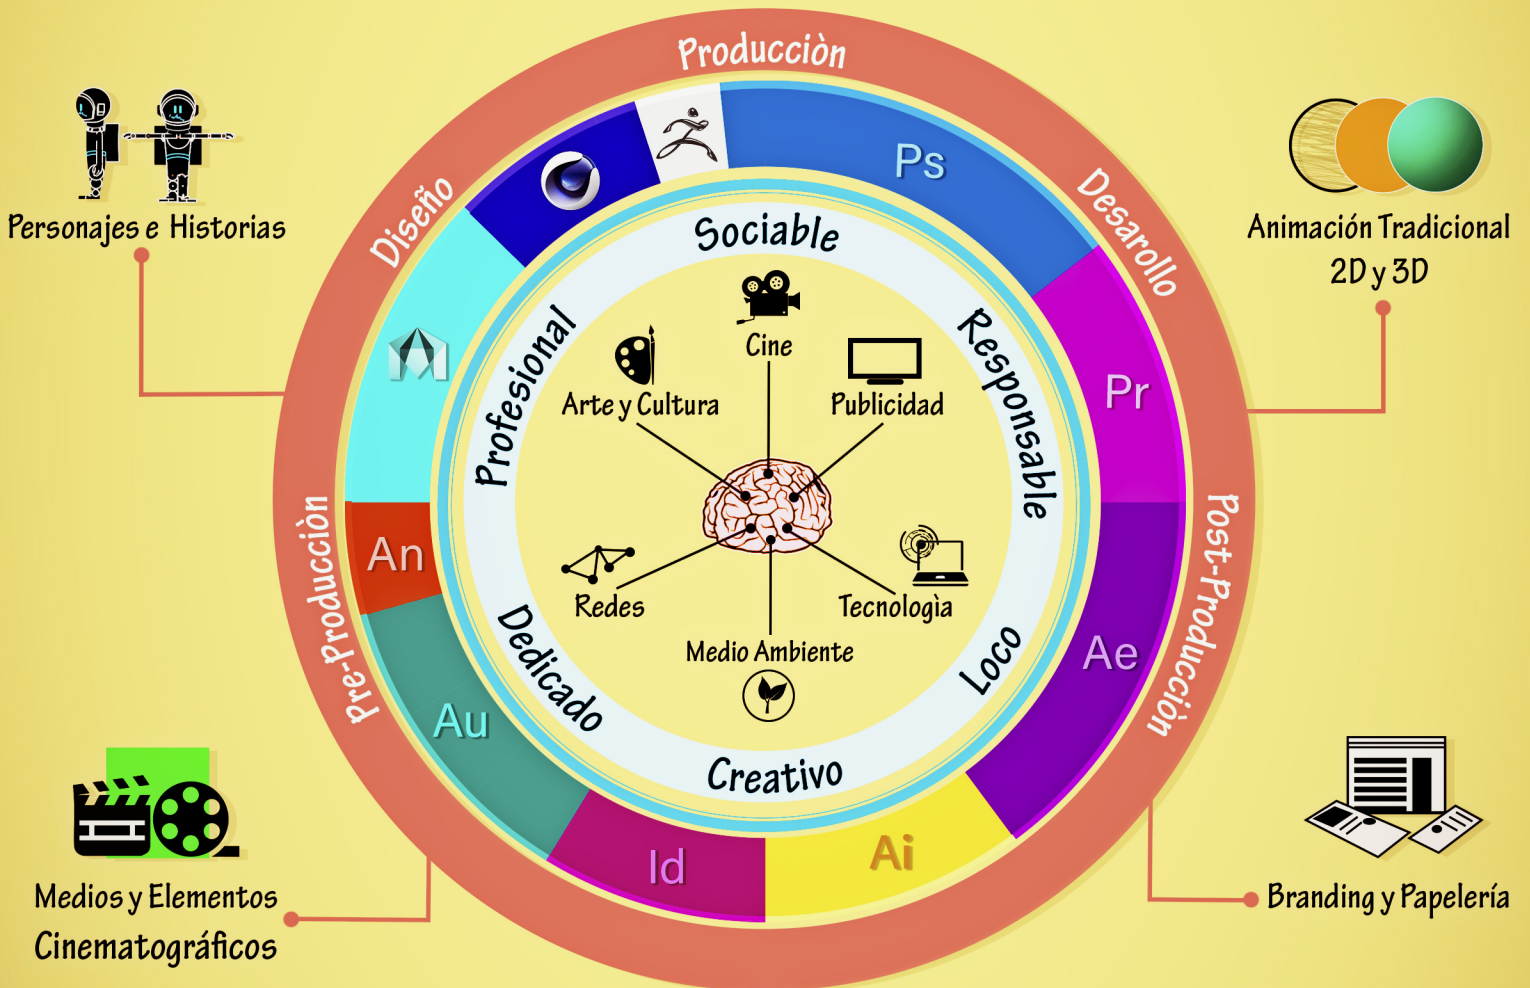 Producciòn
Diseño
Desarollo
Pre-Producciòn
Post-Producciòn
Personajes e Historias
Animación Tradicional
2D y 3D
Medios y Elementos
Cinematográficos
Branding y Papelería
Ps
Pr
Ae
Ai
Id
Au
An
Sociable
Responsable
Loco
Creativo
Dedicado
Profesional
Cine
Arte y Cultura
Publicidad
Redes
Tecnologìa
Medio Ambiente